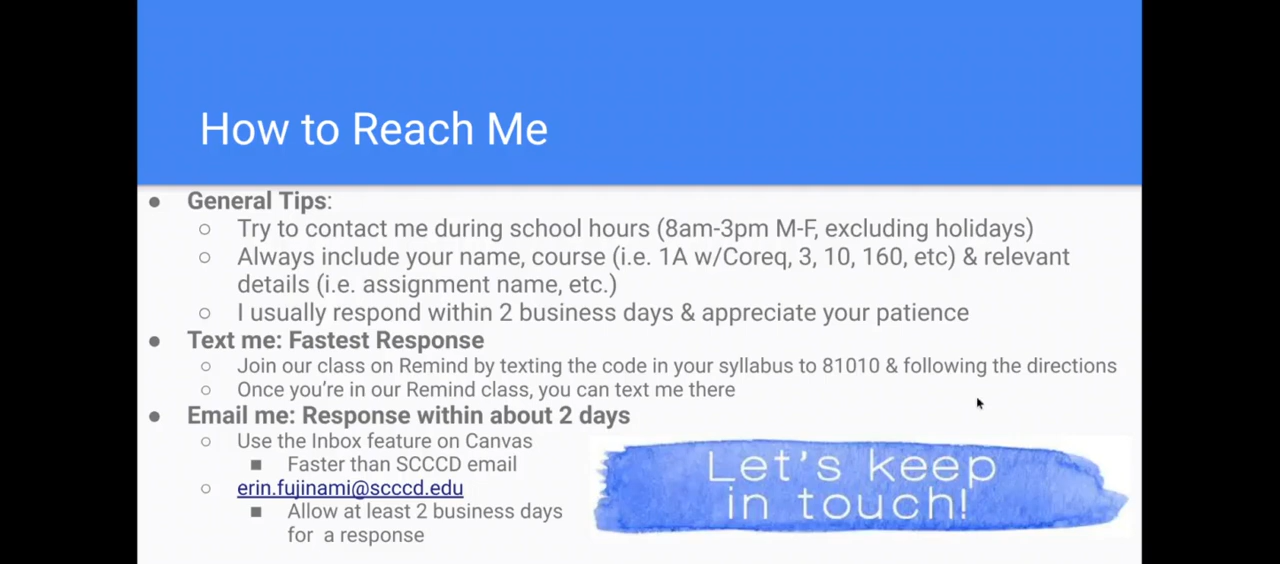 How to Reach Me
● General Tips:
○ Try to contact me during school hours (8am-3pm M-F, excluding holidays)
○ Always include your name, course (i.e. 1A w/Coreq, 3, 10, 160, etc) & relevant
details (i.e. assignment name, etc.)
○ I usually respond within 2 business days & appreciate your patience
● Text me: Fastest Response
○ Join our class on Remind by texting the code in your syllabus to 81010 & following the directions
○ Once you're in our Remind class, you can text me there
● Email me: Response within about 2 days
○ Use the Inbox feature on Canvas
■ Faster than SCCCD email
○ erin.fujinami@scccd.edu
■ Allow at least 2 business days
for a response
Let's keep
in touch!